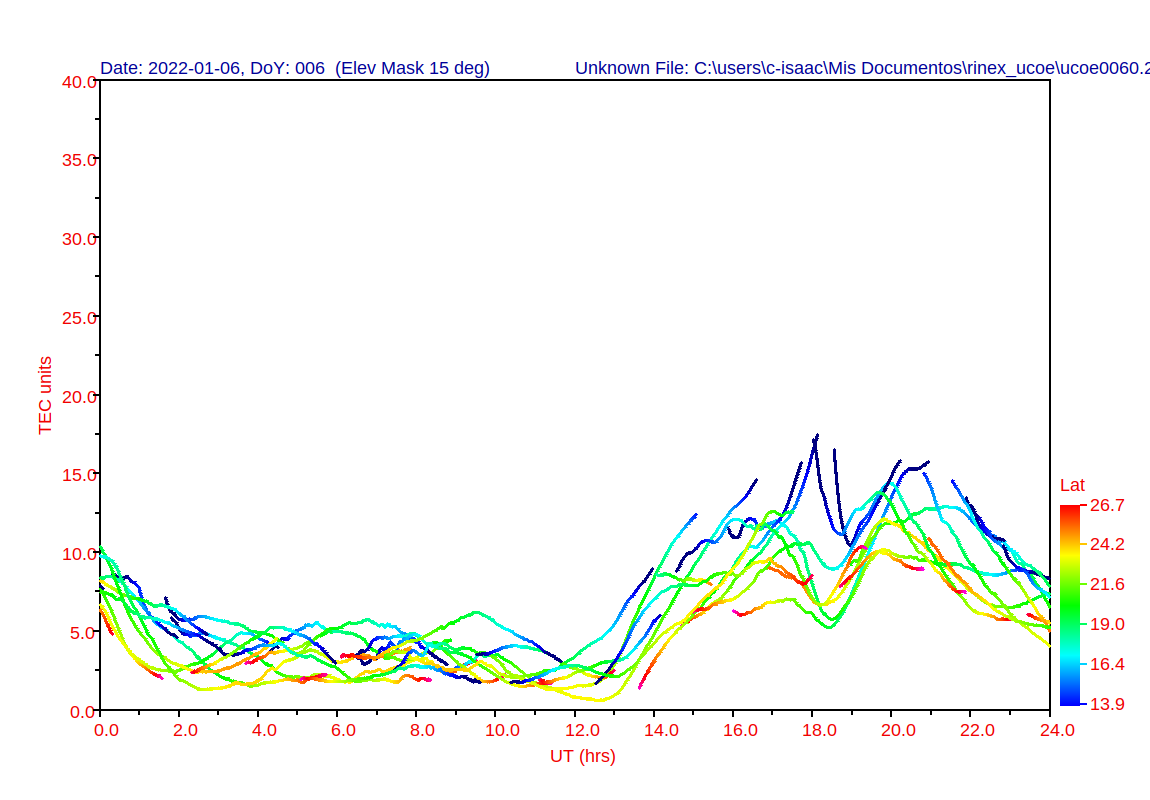 Date: 2022-01-06, DoY: 006  (Elev Mask 15 deg)
Unknown File: C:\users\c-isaac\Mis Documentos\rinex_ucoe\ucoe0060.2
40.0
35.0
30.0
25.0
20.0
15.0
10.0
5.0
0.0
TEC units
0.0 2.0 4.0 6.0 8.0 10.0 12.0 14.0 16.0 18.0 20.0 22.0 24.0
UT (hrs)
Lat
26.7
24.2
21.6
19.0
16.4
13.9